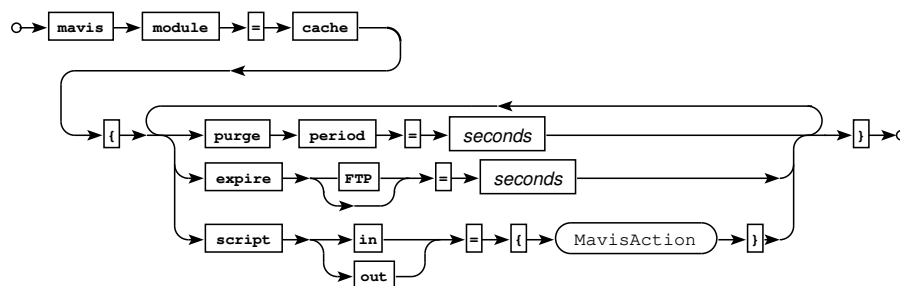 mavis module = cache
{ purge period = seconds }
expire FTP = seconds
script in = { MavisAction }
out